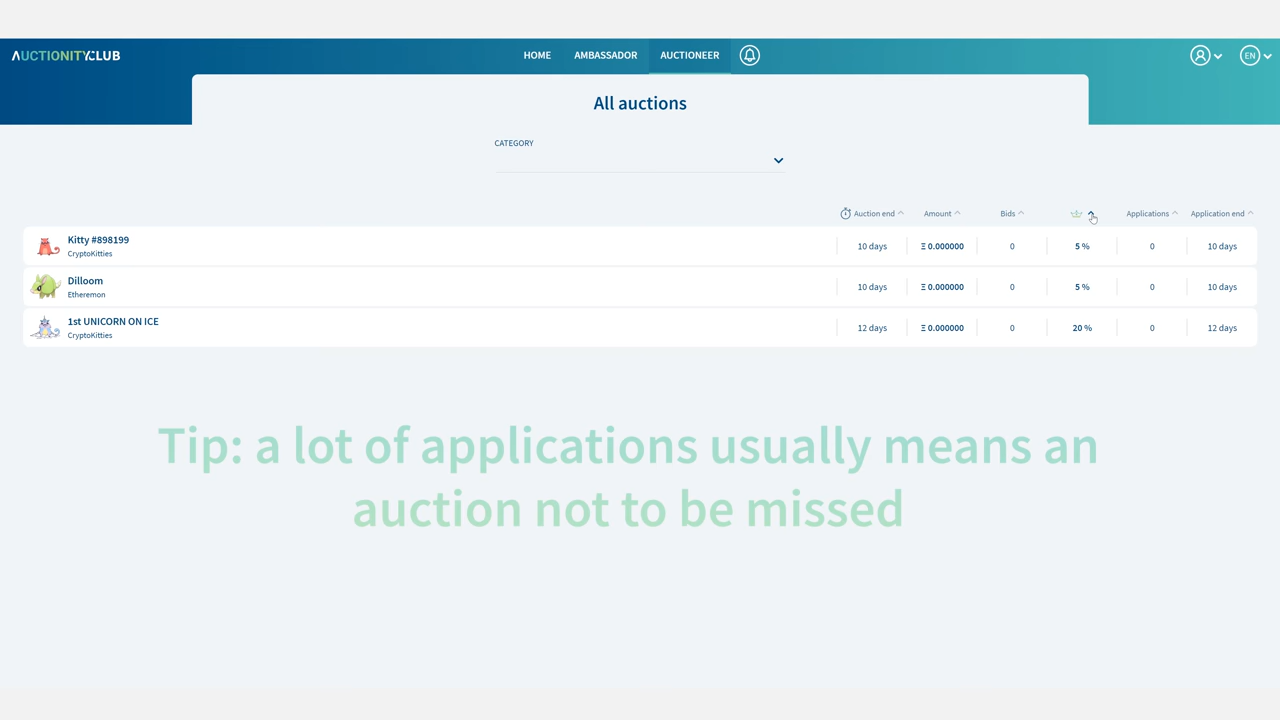 AUCTIONITYCLUB HOME AMBASSADOR AUCTIONEER EN
All auctions
CATEGORY
Auction end Amount Bids Applications Application end
Kitty #898199
CryptoKitties
10 days Ξ 0.000000 0 5 % 0 10 days
Dilloom
Etheremon
10 days Ξ 0.000000 0 5 % 0 10 days
1st UNICORN ON ICE
CryptoKitties
12 days Ξ 0.000000 0 20 % 0 12 days
Tip: a lot of applications usually means an
auction not to be missed